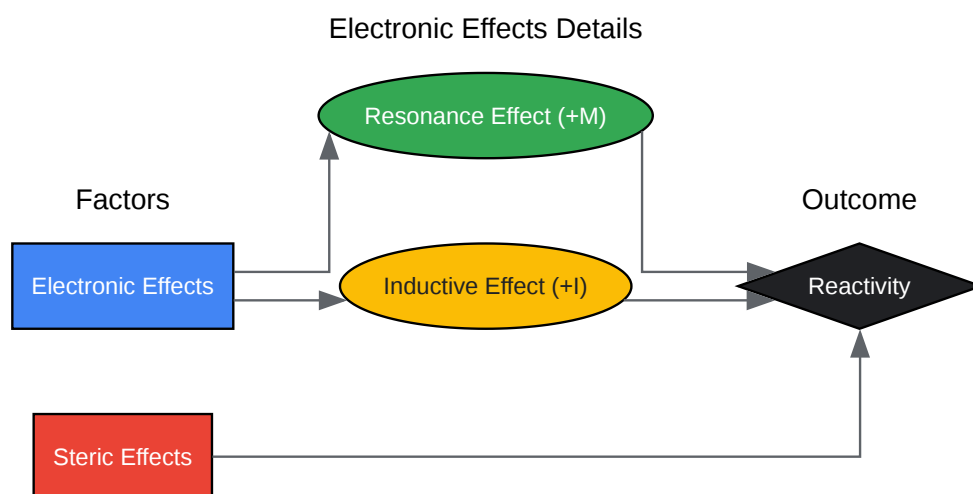 Electronic Effects Details
Resonance Effect (+M)
Factors
Outcome
Electronic Effects
Inductive Effect (+I)
Reactivity
Steric Effects